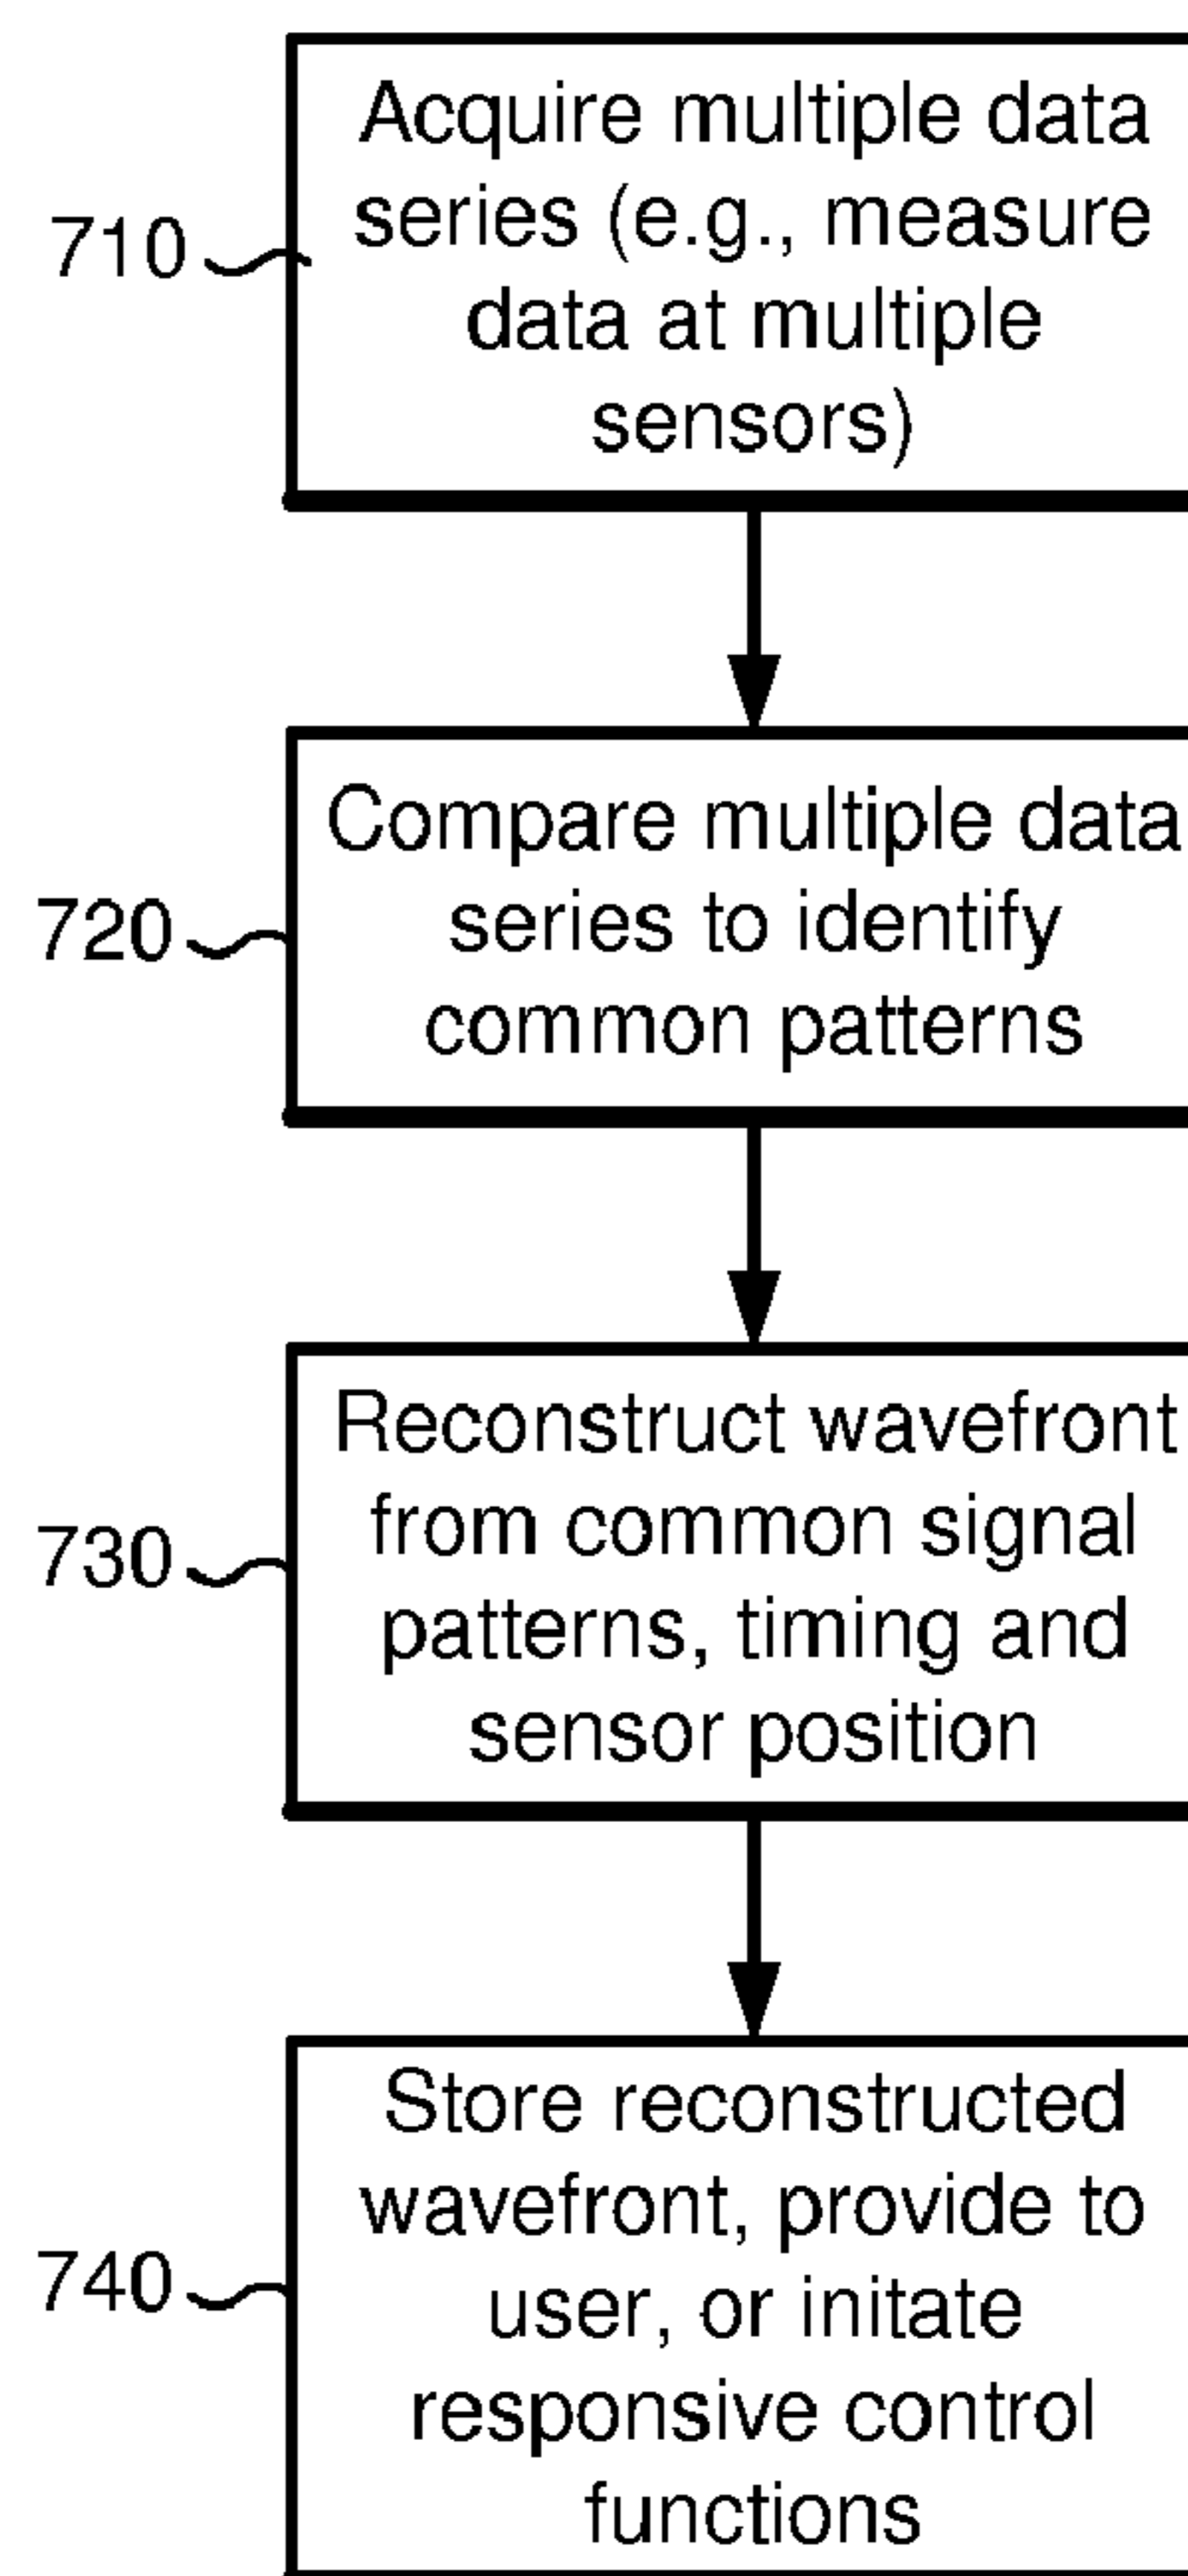 Acquire multiple data
series (e.g., measure
710
data at multiple
sensors)
Compare multiple data
720
series to identify
common patterns
Reconstruct wavefront
from common signal
730
patterns, timing and
sensor position
Store reconstructed
wavefront, provide to
740
user, or initate
responsive control
functions